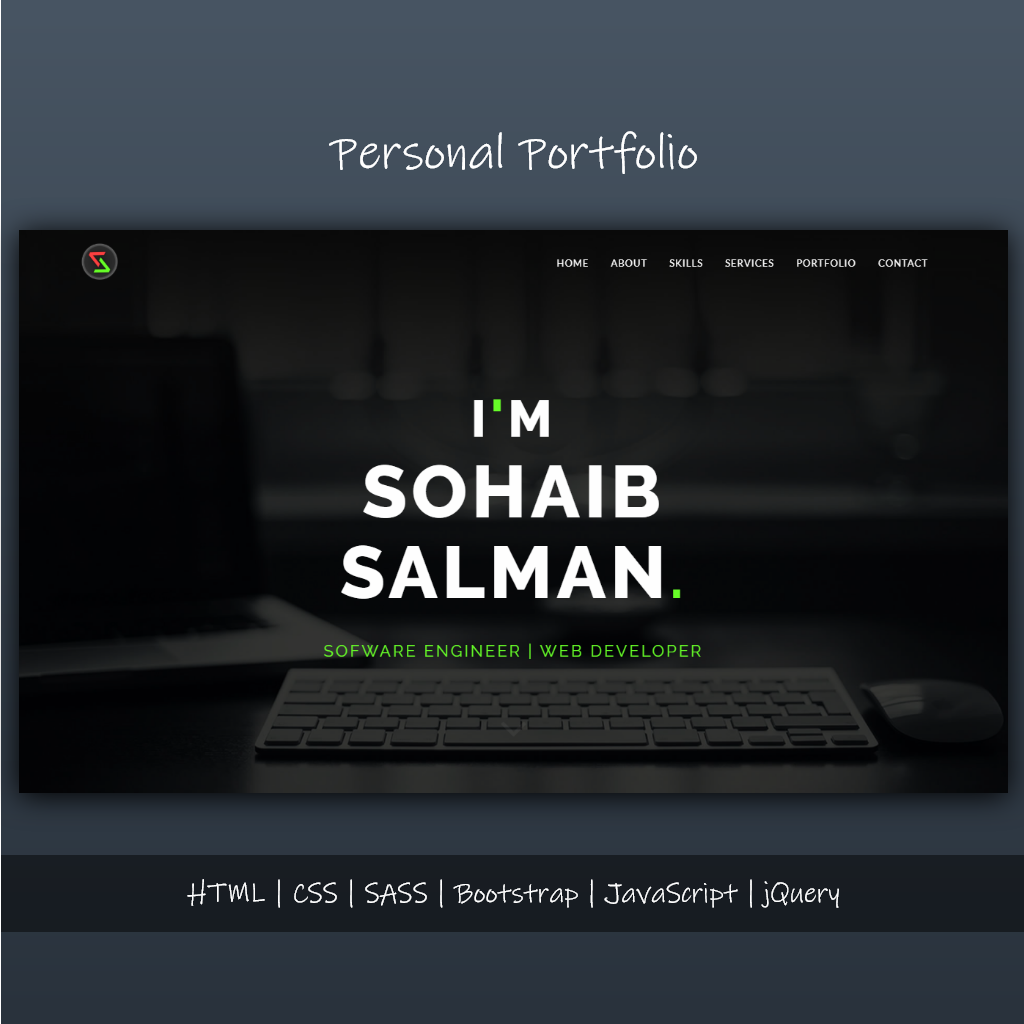 Personal Portfolio
HOME ABOUT SKILLS SERVICES PORTFOLIO CONTACT
I'M
SOHAIB
SALMAN.
SOFWARE ENGINEER | WEB DEVELOPER
HTML | CSS | SASS | Bootstrap | JavaScript | jQuery